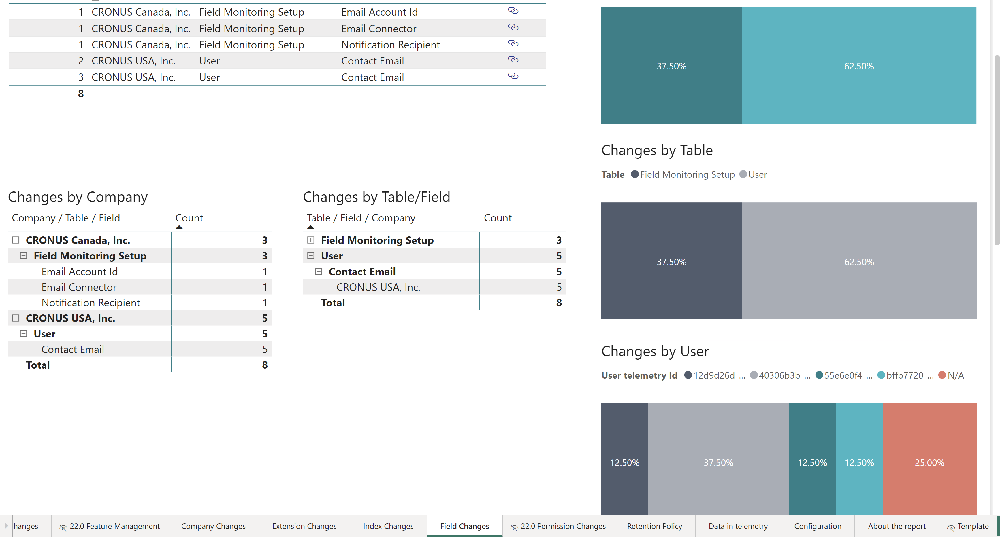 1 CRONUS Canada, Inc. Field Monitoring Setup Email Account Id
1 CRONUS Canada, Inc. Field Monitoring Setup Email Connector
1 CRONUS Canada, Inc. Field Monitoring Setup Notification Recipient
2 CRONUS USA, Inc. User Contact Email
3 CRONUS USA, Inc. User Contact Email
8
37.50% 62.50%
Changes by Table
Table Field Monitoring Setup User
37.50% 62.50%
Changes by Company
Company / Table / Field Count
CRONUS Canada, Inc. 3
Field Monitoring Setup 3
Email Account Id 1
Email Connector 1
Notification Recipient 1
CRONUS USA, Inc. 5
User 5
Contact Email 5
Total 8
Changes by Table/Field
Table / Field / Company Count
Field Monitoring Setup 3
User 5
Contact Email 5
CRONUS USA, Inc. 5
Total 8
Changes by User
User telemetry Id 12d9d26d-... 40306b3b-... 55e6e0f4-... bffb7720-... N/A
12.50% 37.50% 12.50% 12.50% 25.00%
hanges 22.0 Feature Management Company Changes Extension Changes Index Changes Field Changes 22.0 Permission Changes Retention Policy Data in telemetry Configuration About the report Template